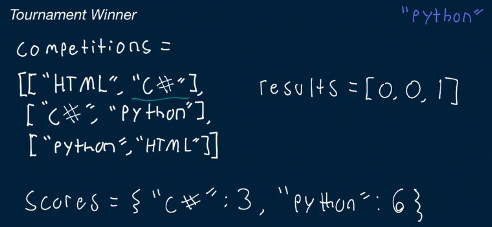 Tournament Winner
"python"
competitions =
[["HTML", "C#"],
["C#", "Python"],
["python", "HTML"]]
results = [0, 0, 1]
Scores = { "C#": 3, "python": 6 }